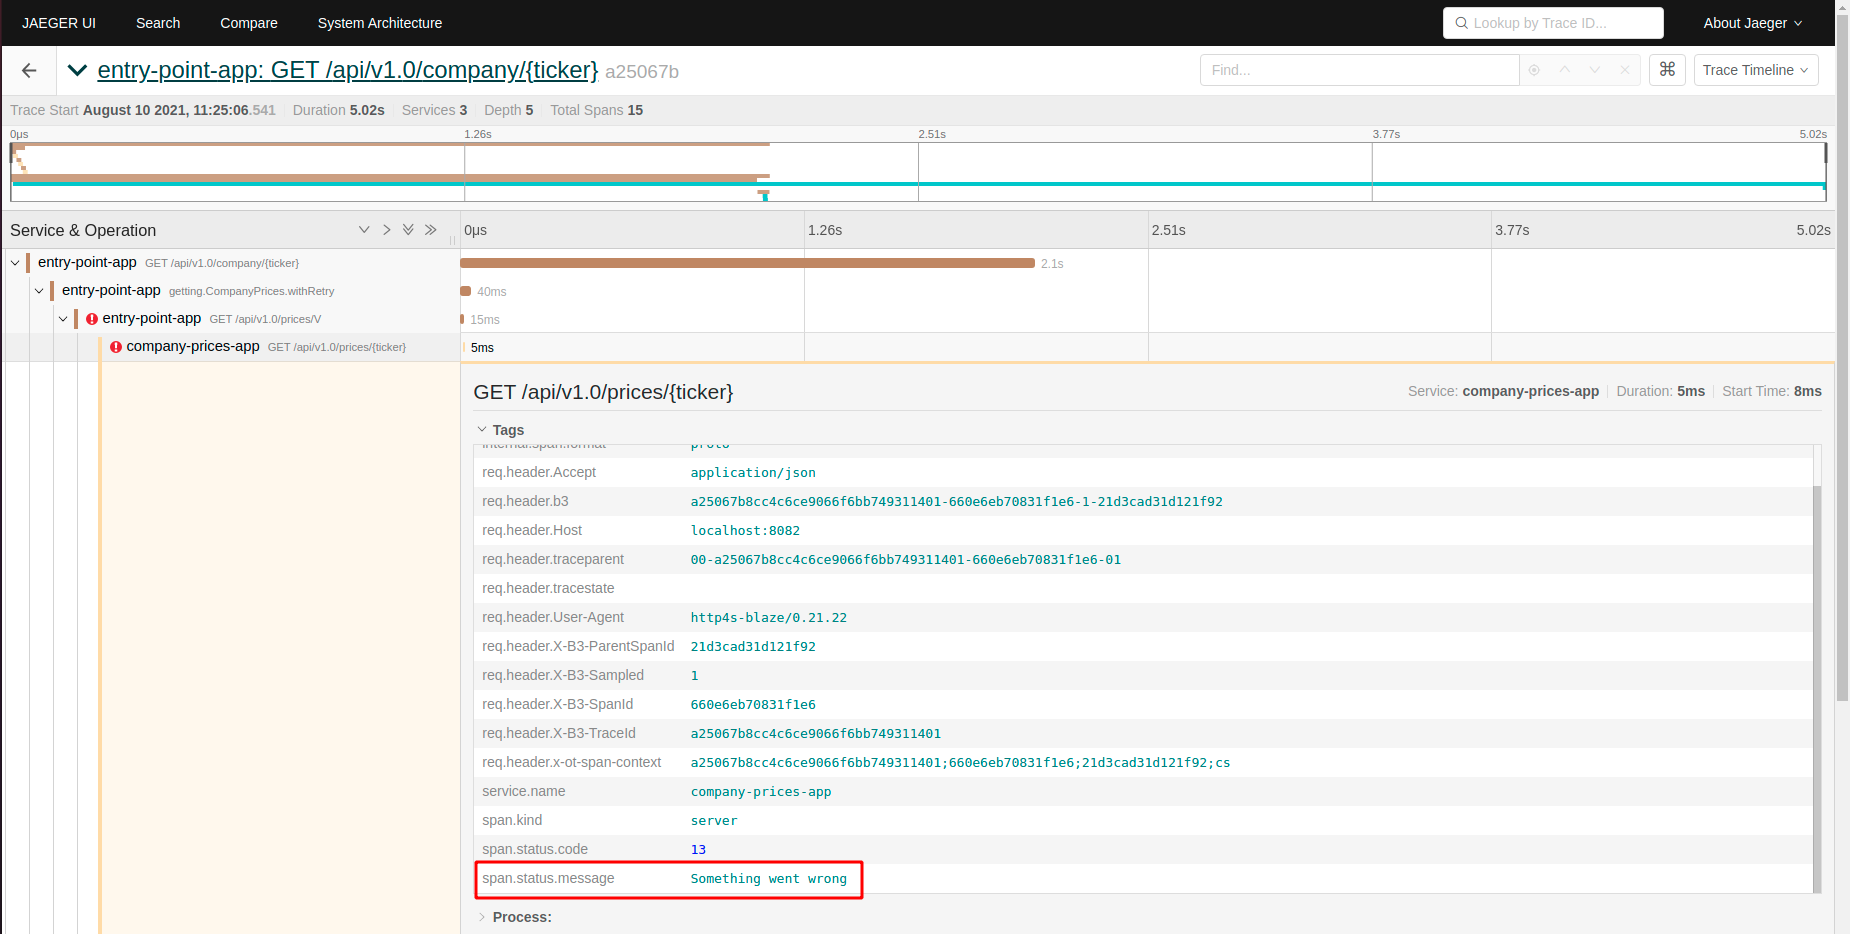 JAEGER UI Search Compare System Architecture Lookup by Trace ID... About Jaeger
entry-point-app: GET /api/v1.0/company/{ticker} a25067b Find... ⌘ Trace Timeline
Trace Start August 10 2021, 11:25:06.541 Duration 5.02s Services 3 Depth 5 Total Spans 15
0μs 1.26s 2.51s 3.77s 5.02s
Service & Operation 0μs 1.26s 2.51s 3.77s 5.02s
entry-point-app GET /api/v1.0/company/{ticker} 2.1s
entry-point-app getting.CompanyPrices.withRetry 40ms
entry-point-app GET /api/v1.0/prices/V 15ms
company-prices-app GET /api/v1.0/prices/{ticker} 5ms
GET /api/v1.0/prices/{ticker} Service: company-prices-app Duration: 5ms Start Time: 8ms
Tags
internal.span.format proto
req.header.Accept application/json
req.header.b3 a25067b8cc4c6ce9066f6bb749311401-660e6eb70831f1e6-1-21d3cad31d121f92
req.header.Host localhost:8082
req.header.traceparent 00-a25067b8cc4c6ce9066f6bb749311401-660e6eb70831f1e6-01
req.header.tracestate
req.header.User-Agent http4s-blaze/0.21.22
req.header.X-B3-ParentSpanId 21d3cad31d121f92
req.header.X-B3-Sampled 1
req.header.X-B3-SpanId 660e6eb70831f1e6
req.header.X-B3-TraceId a25067b8cc4c6ce9066f6bb749311401
req.header.x-ot-span-context a25067b8cc4c6ce9066f6bb749311401;660e6eb70831f1e6;21d3cad31d121f92;cs
service.name company-prices-app
span.kind server
span.status.code 13
span.status.message Something went wrong
Process: